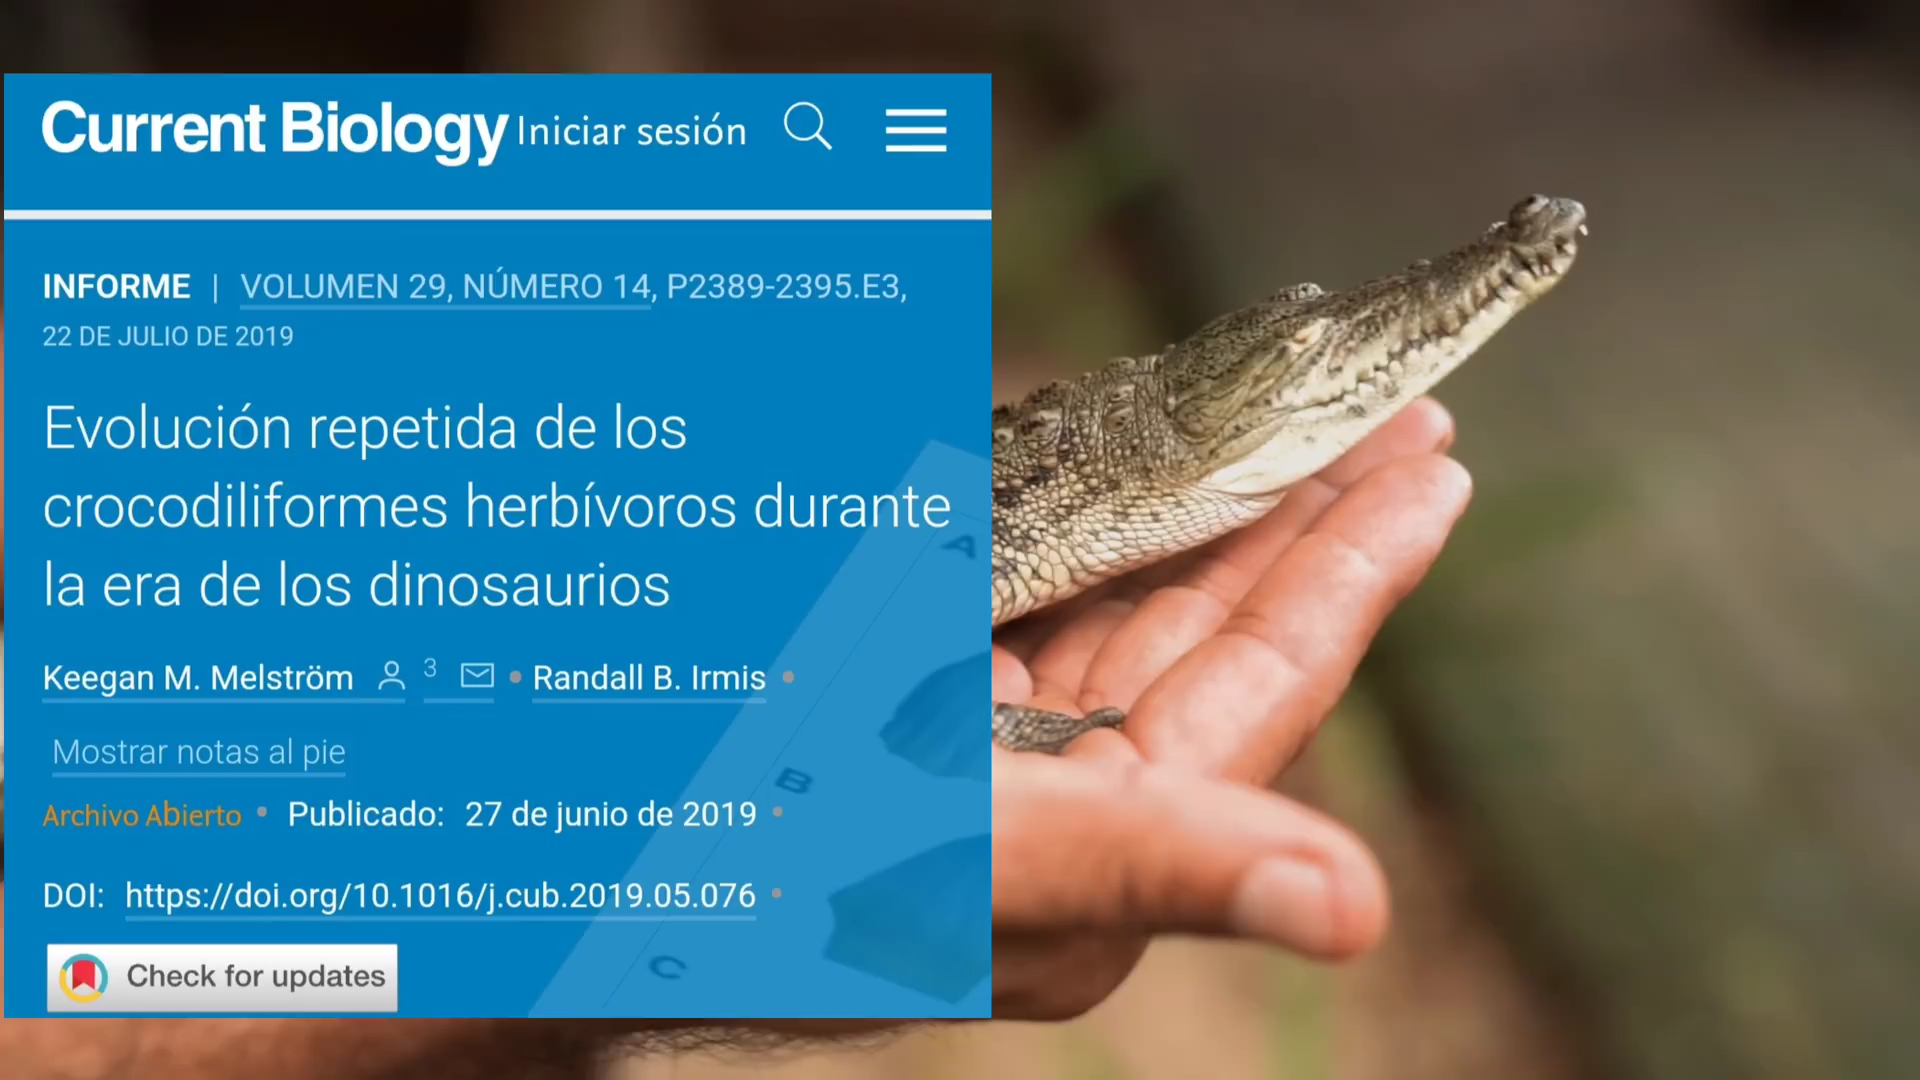 Current Biology Iniciar sesión
INFORME | VOLUMEN 29, NÚMERO 14, P2389-2395.E3,
22 DE JULIO DE 2019
Evolución repetida de los
crocodiliformes herbívoros durante
la era de los dinosaurios
Keegan M. Melström 3 • Randall B. Irmis •
Mostrar notas al pie
Archivo Abierto • Publicado: 27 de junio de 2019 •
DOI: https://doi.org/10.1016/j.cub.2019.05.076 •
Check for updates
A
B
C